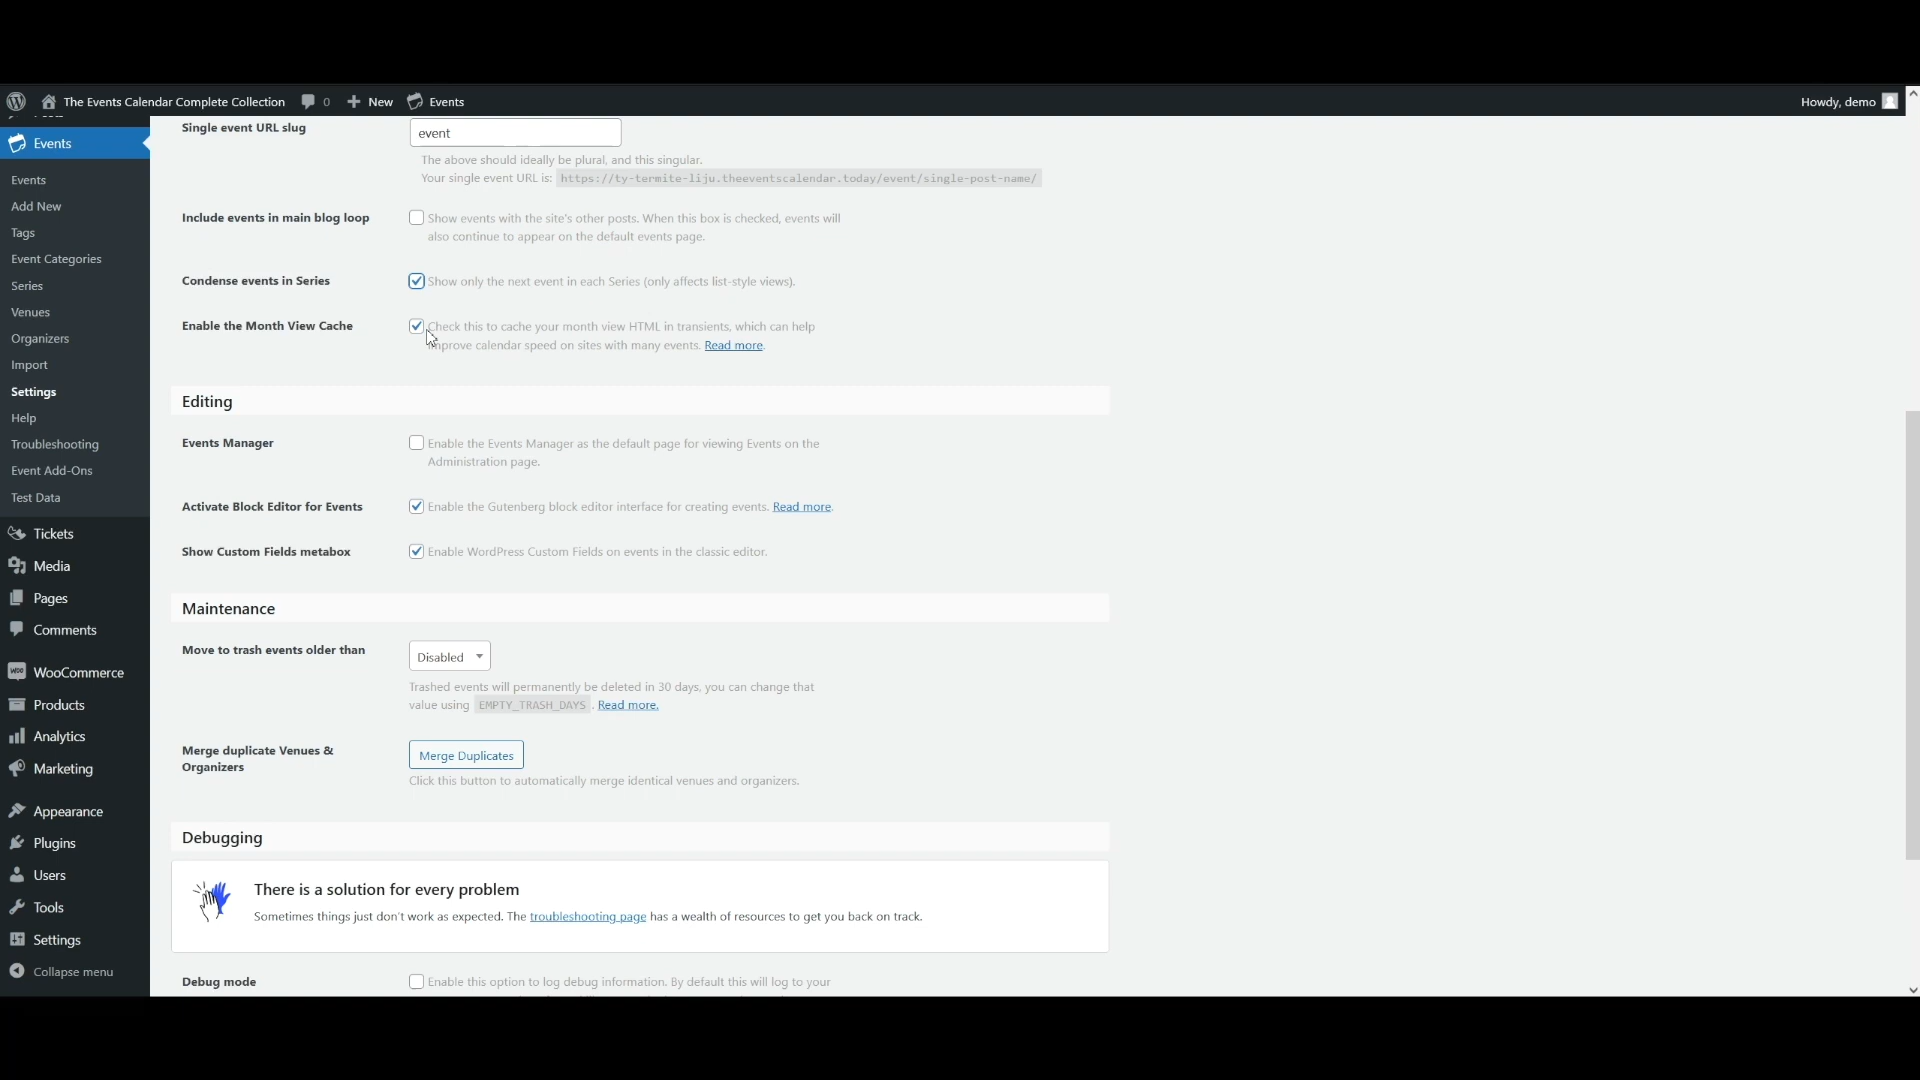 The Events Calendar Complete Collection 0 New Events Howdy, demo
Events
Events
Add New
Tags
Event Categories
Series
Venues
Organizers
Import
Settings
Help
Troubleshooting
Event Add-Ons
Test Data
Tickets
Media
Pages
Comments
WooCommerce
Products
Analytics
Marketing
Appearance
Plugins
Users
Tools
Settings
Collapse menu
Single event URL slug
event
The above should ideally be plural, and this singular.
Your single event URL is: https://ty-termite-liju.theeventscalendar.today/event/single-post-name/
Include events in main blog loop
Show events with the site's other posts. When this box is checked, events will
also continue to appear on the default events page.
Condense events in Series
Show only the next event in each Series (only affects list-style views).
Enable the Month View Cache
Check this to cache your month view HTML in transients, which can help
improve calendar speed on sites with many events. Read more.
Editing
Events Manager
Enable the Events Manager as the default page for viewing Events on the
Administration page.
Activate Block Editor for Events
Enable the Gutenberg block editor interface for creating events. Read more.
Show Custom Fields metabox
Enable WordPress Custom Fields on events in the classic editor.
Maintenance
Move to trash events older than
Disabled
Trashed events will permanently be deleted in 30 days, you can change that
value using EMPTY_TRASH_DAYS . Read more.
Merge duplicate Venues &
Organizers
Merge Duplicates
Click this button to automatically merge identical venues and organizers.
Debugging
There is a solution for every problem
Sometimes things just don't work as expected. The troubleshooting page has a wealth of resources to get you back on track.
Debug mode
Enable this option to log debug information. By default this will log to your